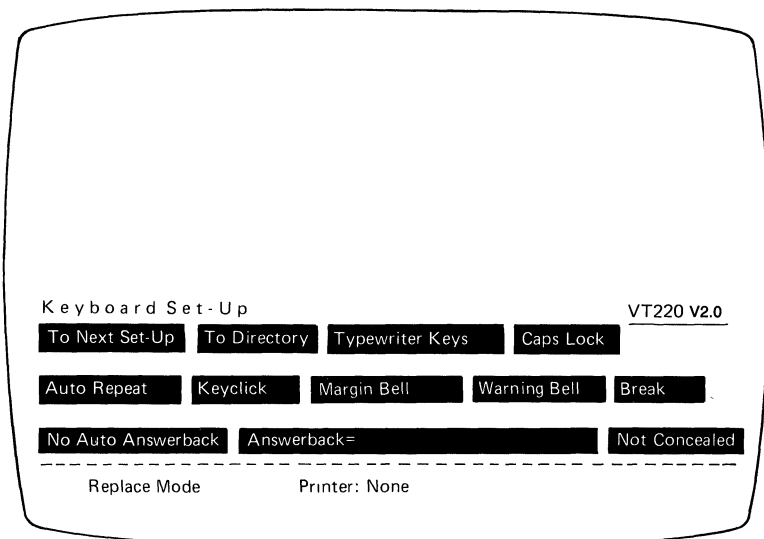 Keyboard Set-Up VT220 V2.0
To Next Set-Up To Directory Typewriter Keys Caps Lock
Auto Repeat Keyclick Margin Bell Warning Bell Break
No Auto Answerback Answerback= Not Concealed
Replace Mode Printer: None